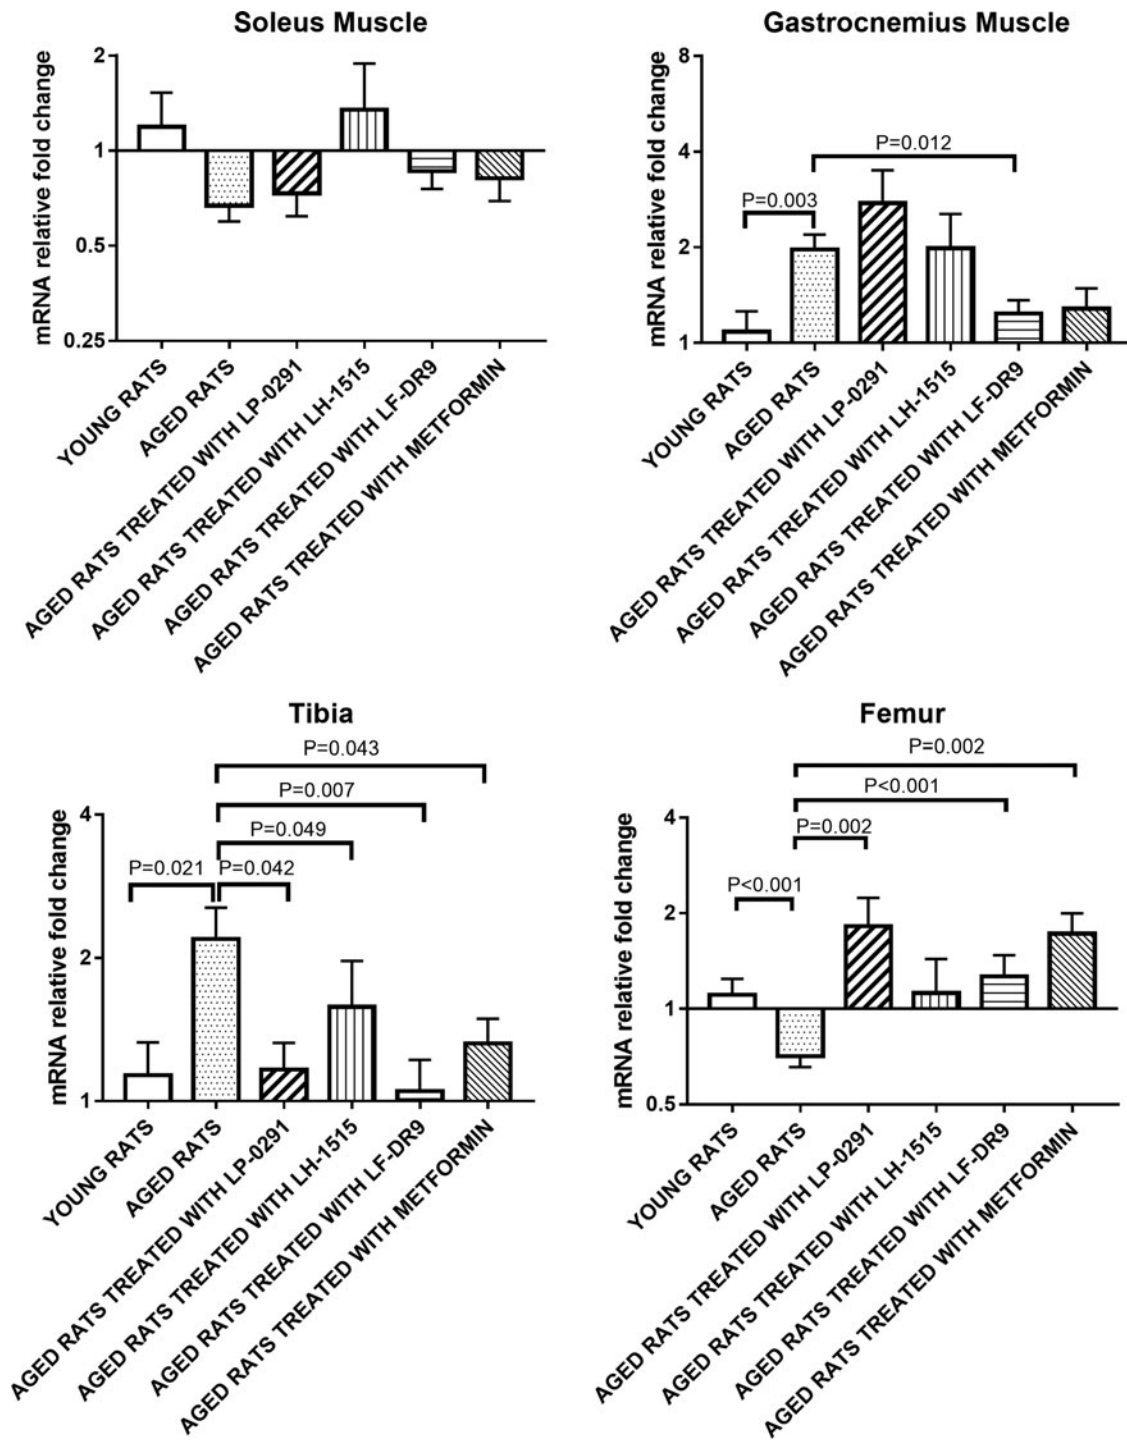 Soleus Muscle
mRNA relative fold change
2
1
0.5
0.25
YOUNG RATS
AGED RATS
AGED RATS TREATED WITH LP-0291
AGED RATS TREATED WITH LH-1515
AGED RATS TREATED WITH LF-DR9
AGED RATS TREATED WITH METFORMIN
Gastrocnemius Muscle
mRNA relative fold change
8
4
2
1
P=0.012
P=0.003
YOUNG RATS
AGED RATS
AGED RATS TREATED WITH LP-0291
AGED RATS TREATED WITH LH-1515
AGED RATS TREATED WITH LF-DR9
AGED RATS TREATED WITH METFORMIN
Tibia
mRNA relative fold change
4
2
1
P=0.043
P=0.007
P=0.049
P=0.021
P=0.042
YOUNG RATS
AGED RATS
AGED RATS TREATED WITH LP-0291
AGED RATS TREATED WITH LH-1515
AGED RATS TREATED WITH LF-DR9
AGED RATS TREATED WITH METFORMIN
Femur
mRNA relative fold change
4
2
1
0.5
P=0.002
P<0.001
P=0.002
P<0.001
YOUNG RATS
AGED RATS
AGED RATS TREATED WITH LP-0291
AGED RATS TREATED WITH LH-1515
AGED RATS TREATED WITH LF-DR9
AGED RATS TREATED WITH METFORMIN